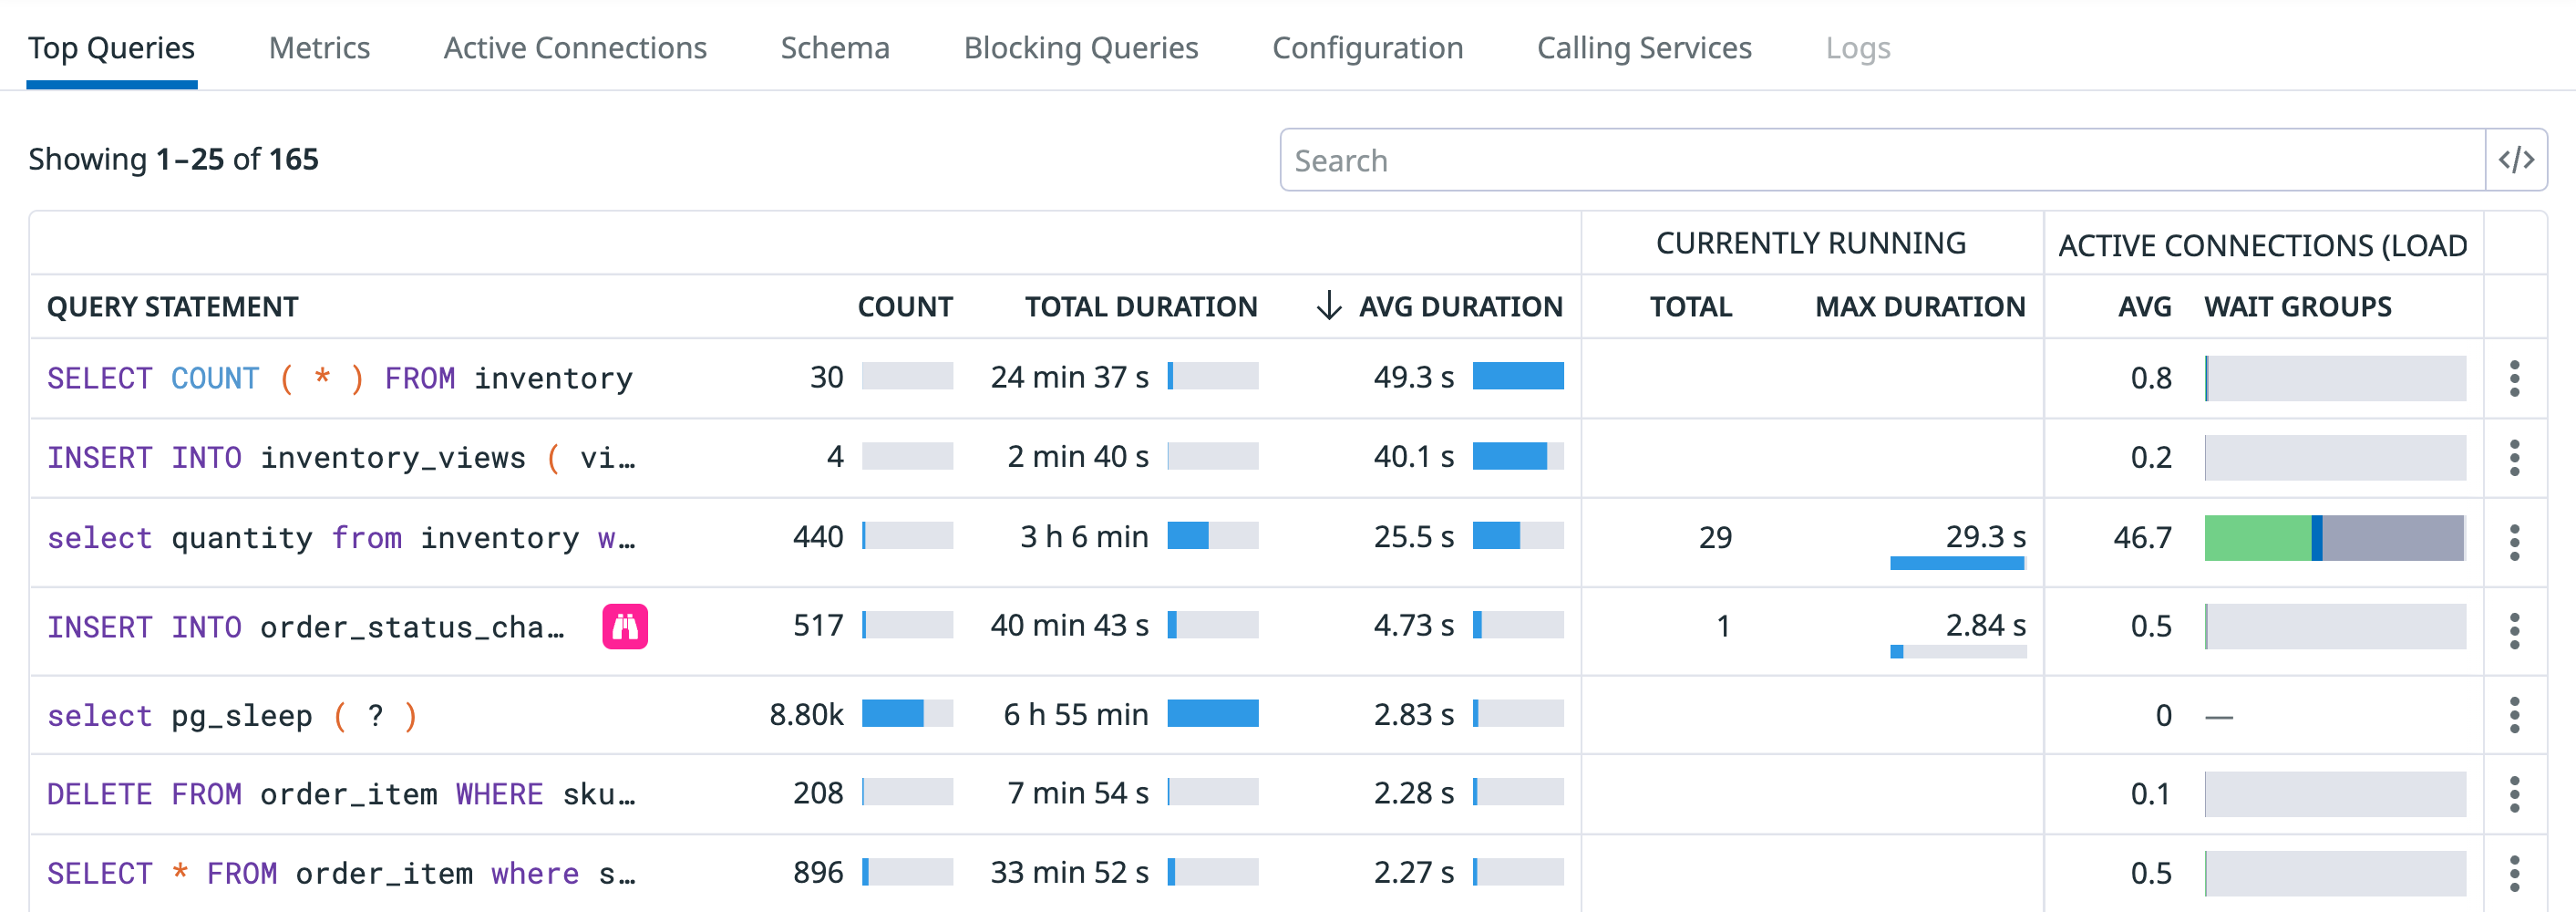 Top Queries Metrics Active Connections Schema Blocking Queries Configuration Calling Services Logs
Showing 1–25 of 165
Search </>
CURRENTLY RUNNING ACTIVE CONNECTIONS (LOAD
QUERY STATEMENT COUNT TOTAL DURATION ↓ AVG DURATION TOTAL MAX DURATION AVG WAIT GROUPS
SELECT COUNT ( * ) FROM inventory 30 24 min 37 s 49.3 s 0.8
INSERT INTO inventory_views ( vi… 4 2 min 40 s 40.1 s 0.2
select quantity from inventory w… 440 3 h 6 min 25.5 s 29 29.3 s 46.7
INSERT INTO order_status_cha… 517 40 min 43 s 4.73 s 1 2.84 s 0.5
select pg_sleep ( ? ) 8.80k 6 h 55 min 2.83 s 0 —
DELETE FROM order_item WHERE sku… 208 7 min 54 s 2.28 s 0.1
SELECT * FROM order_item where s… 896 33 min 52 s 2.27 s 0.5